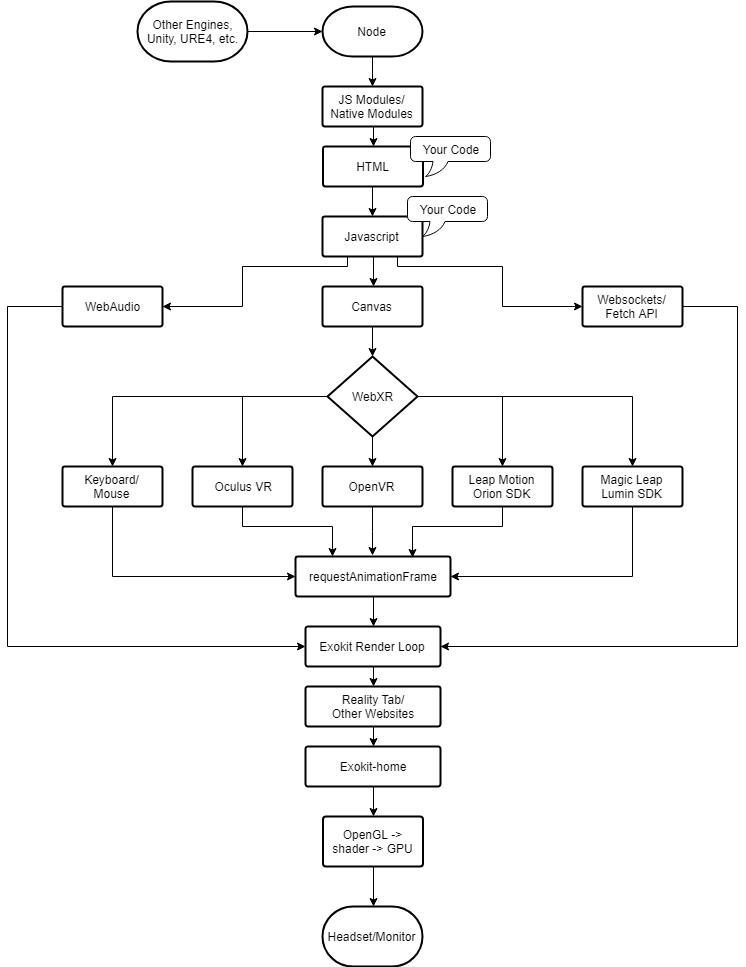 Other Engines,
Unity, URE4, etc.
Node
JS Modules/
Native Modules
Your Code
HTML
Your Code
Javascript
WebAudio
Canvas
Websockets/
Fetch API
WebXR
Keyboard/
Mouse
Oculus VR
OpenVR
Leap Motion
Orion SDK
Magic Leap
Lumin SDK
requestAnimationFrame
Exokit Render Loop
Reality Tab/
Other Websites
Exokit-home
OpenGL ->
shader -> GPU
Headset/Monitor